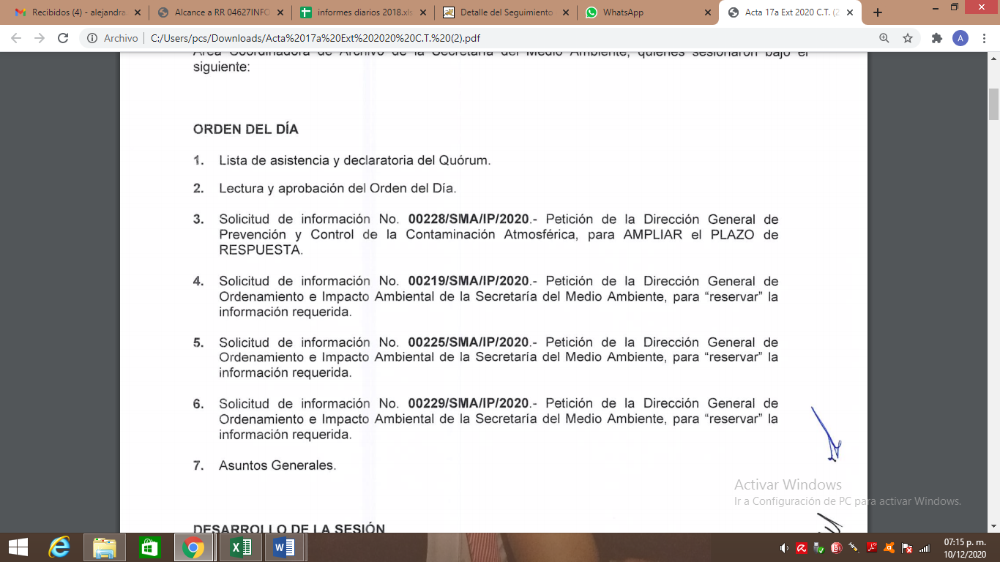 Recibidos (4) - alejandra
Alcance a RR 04627INFO
informes diarios 2018.xls
Detalle del Seguimiento
WhatsApp
Acta 17a Ext 2020 C.T. (2
Archivo
C:/Users/pcs/Downloads/Acta%2017a%20Ext%202020%20C.T.%20(2).pdf
A
Área Coordinadora de Archivo de la Secretaría del Medio Ambiente, quienes sesionaron bajo el
siguiente:
ORDEN DEL DÍA
1. Lista de asistencia y declaratoria del Quórum.
2. Lectura y aprobación del Orden del Día.
3. Solicitud de información No. 00228/SMA/IP/2020.- Petición de la Dirección General de
Prevención y Control de la Contaminación Atmosférica, para AMPLIAR el PLAZO de
RESPUESTA.
4. Solicitud de información No. 00219/SMA/IP/2020.- Petición de la Dirección General de
Ordenamiento e Impacto Ambiental de la Secretaría del Medio Ambiente, para “reservar” la
información requerida.
5. Solicitud de información No. 00225/SMA/IP/2020.- Petición de la Dirección General de
Ordenamiento e Impacto Ambiental de la Secretaría del Medio Ambiente, para “reservar” la
información requerida.
6. Solicitud de información No. 00229/SMA/IP/2020.- Petición de la Dirección General de
Ordenamiento e Impacto Ambiental de la Secretaría del Medio Ambiente, para “reservar” la
información requerida.
7. Asuntos Generales.
Activar Windows
Ir a Configuración de PC para activar Windows.
DESARROLLO DE LA SESIÓN
07:15 p. m.
10/12/2020